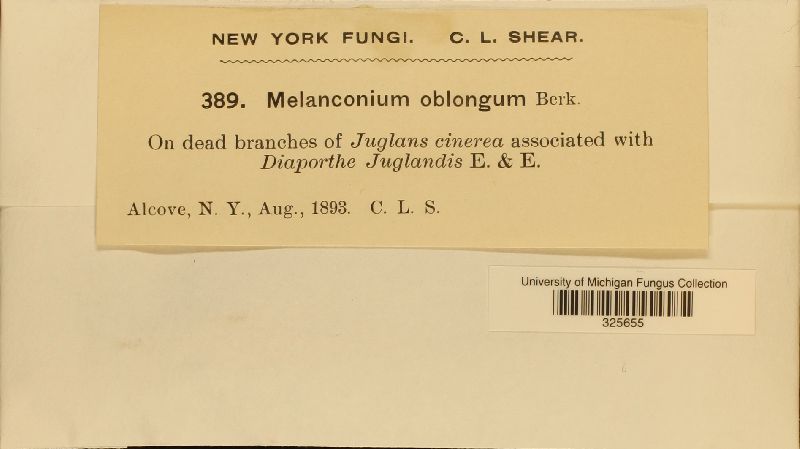 NEW YORK FUNGI. C. L. SHEAR.
389. Melanconium oblongum Berk.
On dead branches of Juglans cinerea associated with
Diaporthe Juglandis E. & E.
Alcove, N. Y., Aug., 1893. C. L. S.
University of Michigan Fungus Collection
325655